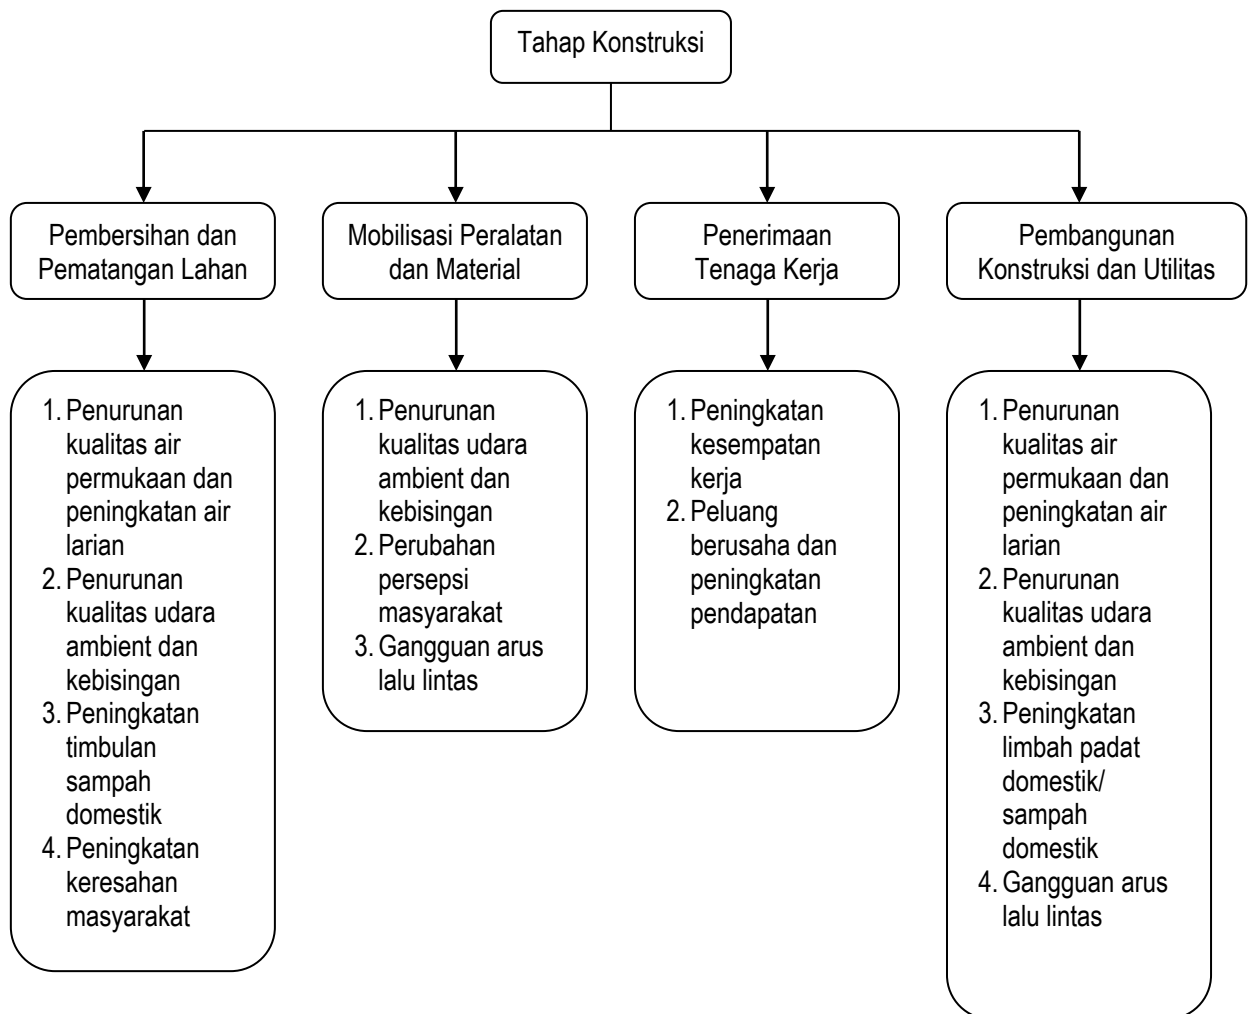 Tahap Konstruksi
Pembersihan dan
Pematangan Lahan
Mobilisasi Peralatan
dan Material
Penerimaan
Tenaga Kerja
Pembangunan
Konstruksi dan Utilitas
1. Penurunan
kualitas air
permukaan dan
peningkatan air
larian
2. Penurunan
kualitas udara
ambient dan
kebisingan
3. Peningkatan
timbulan
sampah
domestik
4. Peningkatan
keresahan
masyarakat
1. Penurunan
kualitas udara
ambient dan
kebisingan
2. Perubahan
persepsi
masyarakat
3. Gangguan arus
lalu lintas
1. Peningkatan
kesempatan
kerja
2. Peluang
berusaha dan
peningkatan
pendapatan
1. Penurunan
kualitas air
permukaan dan
peningkatan air
larian
2. Penurunan
kualitas udara
ambient dan
kebisingan
3. Peningkatan
limbah padat
domestik/
sampah
domestik
4. Gangguan arus
lalu lintas